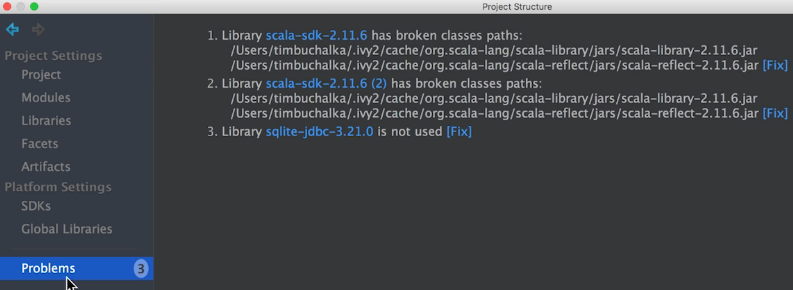 Project Structure
Project Settings
Project
Modules
Libraries
Facets
Artifacts
Platform Settings
SDKs
Global Libraries
Problems 3
1. Library scala-sdk-2.11.6 has broken classes paths:
/Users/timbuchalka/.ivy2/cache/org.scala-lang/scala-library/jars/scala-library-2.11.6.jar
/Users/timbuchalka/.ivy2/cache/org.scala-lang/scala-reflect/jars/scala-reflect-2.11.6.jar [Fix]
2. Library scala-sdk-2.11.6 (2) has broken classes paths:
/Users/timbuchalka/.ivy2/cache/org.scala-lang/scala-library/jars/scala-library-2.11.6.jar
/Users/timbuchalka/.ivy2/cache/org.scala-lang/scala-reflect/jars/scala-reflect-2.11.6.jar [Fix]
3. Library sqlite-jdbc-3.21.0 is not used [Fix]